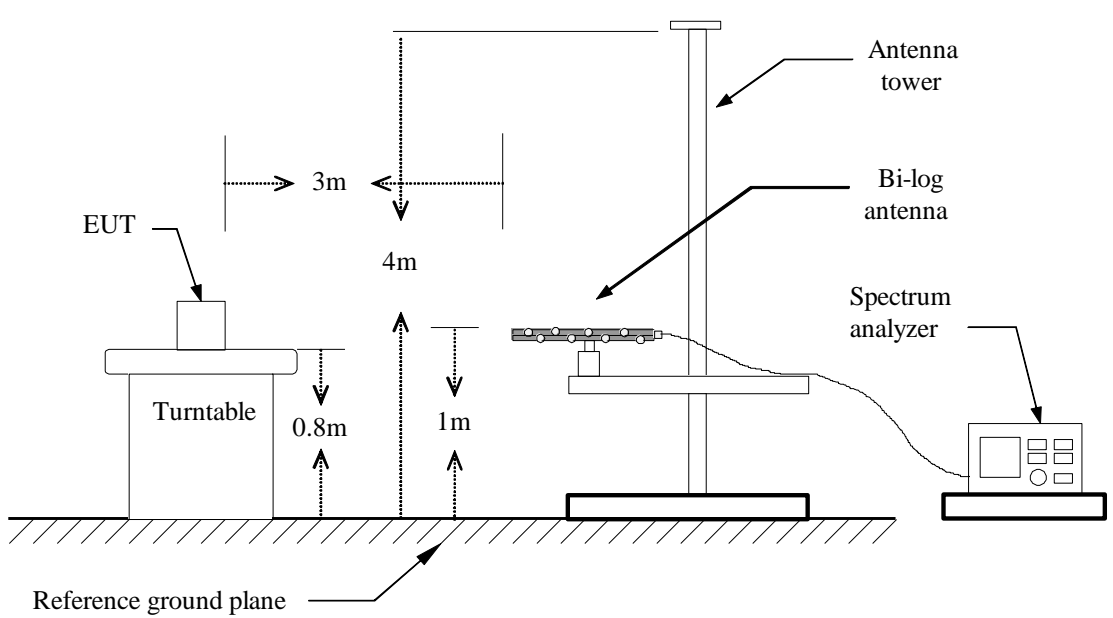 Antenna
tower
3m
Bi-log
antenna
EUT
4m
Spectrum
analyzer
Turntable
0.8m
1m
Reference ground plane